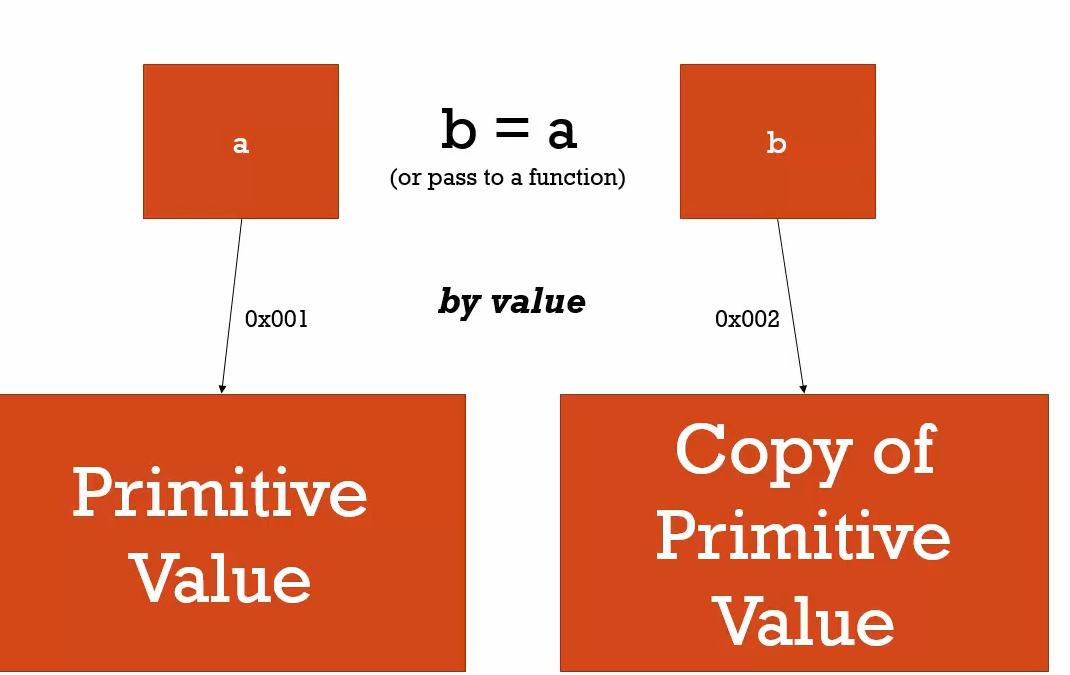 a
b = a
(or pass to a function)
b
by value
0x001
0x002
Primitive
Value
Copy of
Primitive
Value